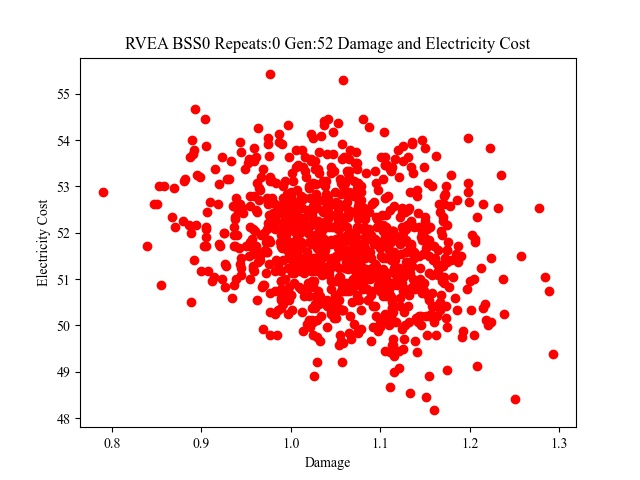 RVEA BSS0 Repeats:0 Gen:52 Damage and Electricity Cost
55
54
53
52
51
50
49
48
Electricity Cost
0.8 0.9 1.0 1.1 1.2 1.3
Damage